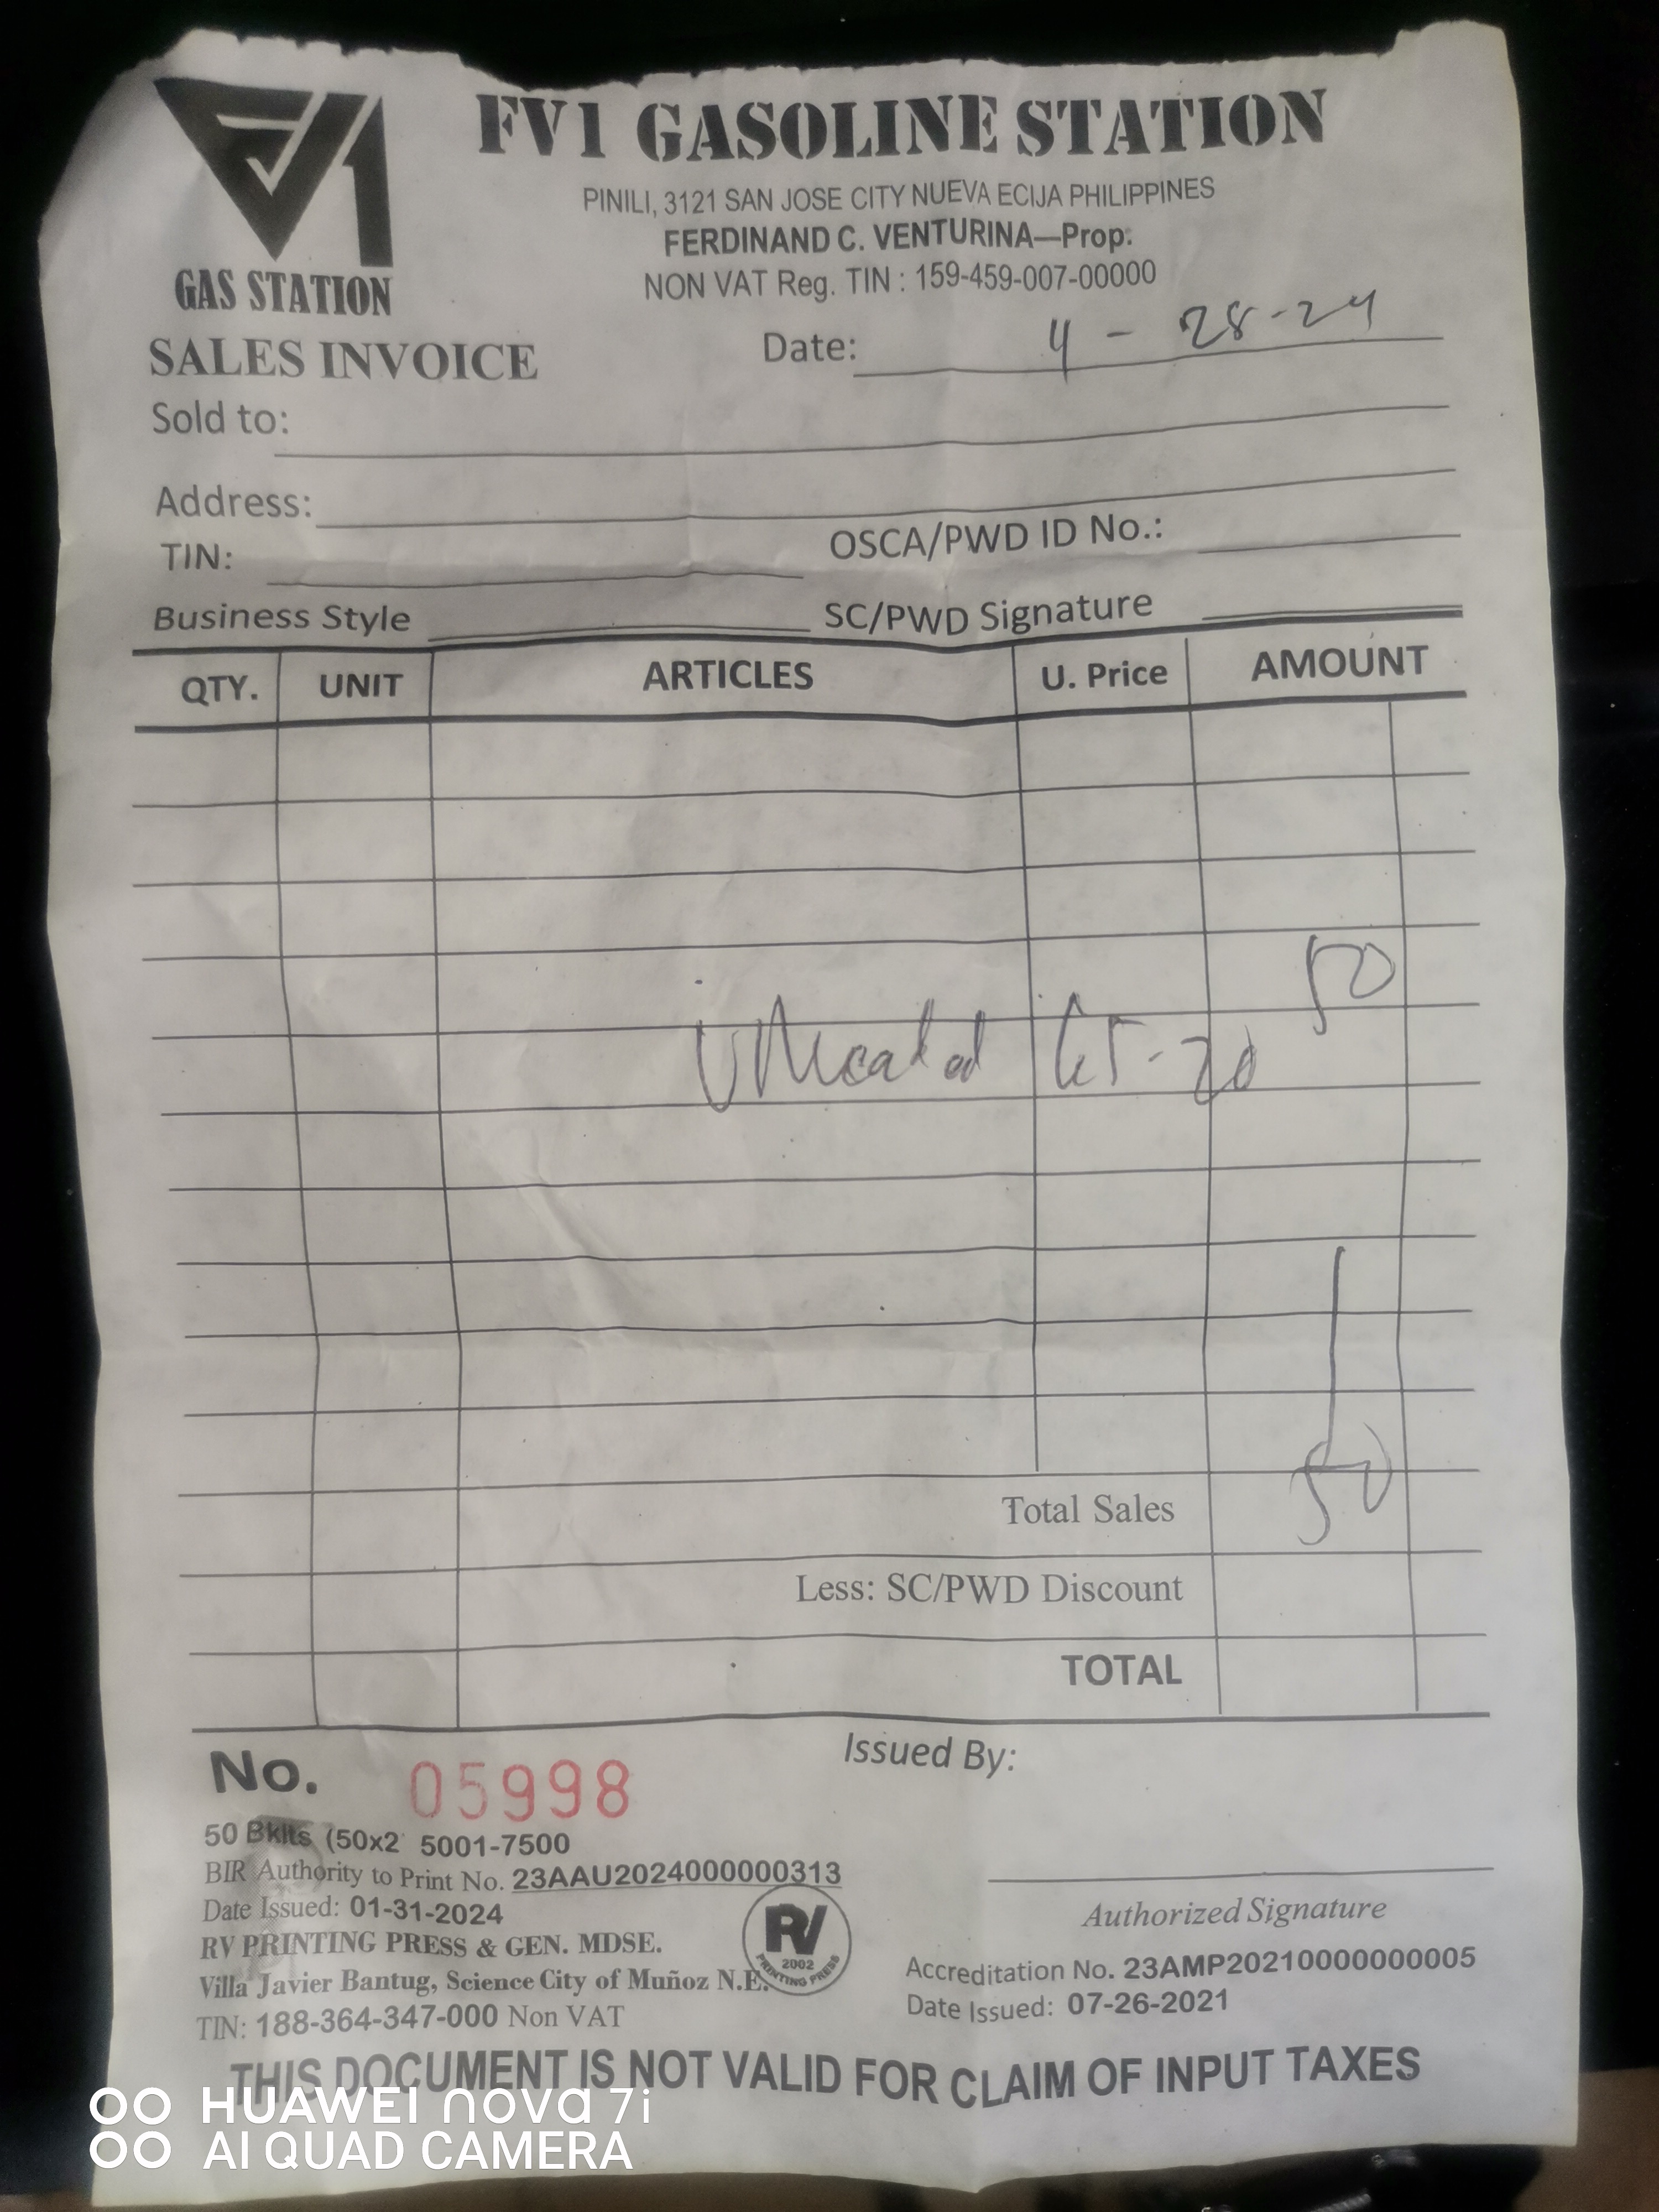 FV1 GASOLINE STATION
PINILI, 3121 SAN JOSE CITY NUEVA ECIJA PHILIPPINES
FERDINAND C. VENTURINA—Prop.
NON VAT Reg. TIN : 159-459-007-00000
FV1
GAS STATION
SALES INVOICE
Date: 4 - 28-24
Sold to:
Address:
TIN: OSCA/PWD ID No.:
Business Style SC/PWD Signature
QTY. UNIT ARTICLES U. Price AMOUNT
50
65-20
50
Total Sales
Less: SC/PWD Discount
TOTAL
No. 05998 Issued By:
50 Bklts (50x2 5001-7500
BIR Authority to Print No. 23AAU2024000000313
Date Issued: 01-31-2024
RV PRINTING PRESS & GEN. MDSE.
Villa Javier Bantug, Science City of Muñoz N.E.
TIN: 188-364-347-000 Non VAT
RV
2002
PRINTING PRESS
Authorized Signature
Accreditation No. 23AMP20210000000005
Date Issued: 07-26-2021
THIS DOCUMENT IS NOT VALID FOR CLAIM OF INPUT TAXES
HUAWEI nova 7i
AI QUAD CAMERA